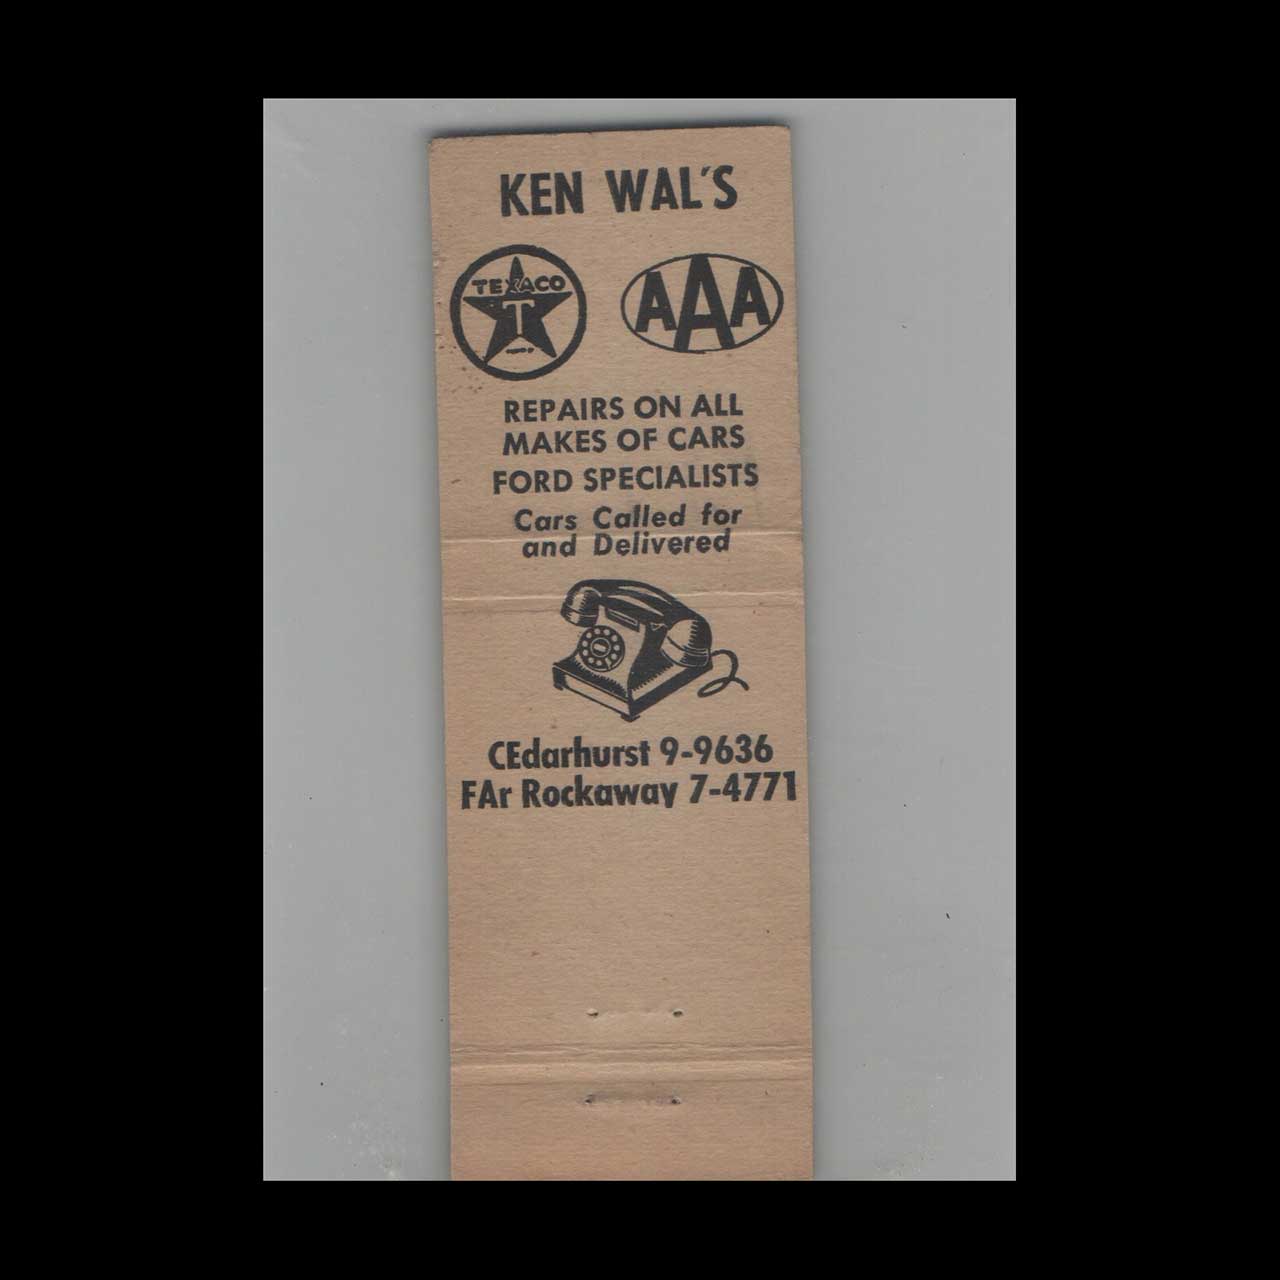 KEN WAL'S
TEXACO
T
AAA
REPAIRS ON ALL
MAKES OF CARS
FORD SPECIALISTS
Cars Called for
and Delivered
CEdarhurst 9-9636
FAr Rockaway 7-4771